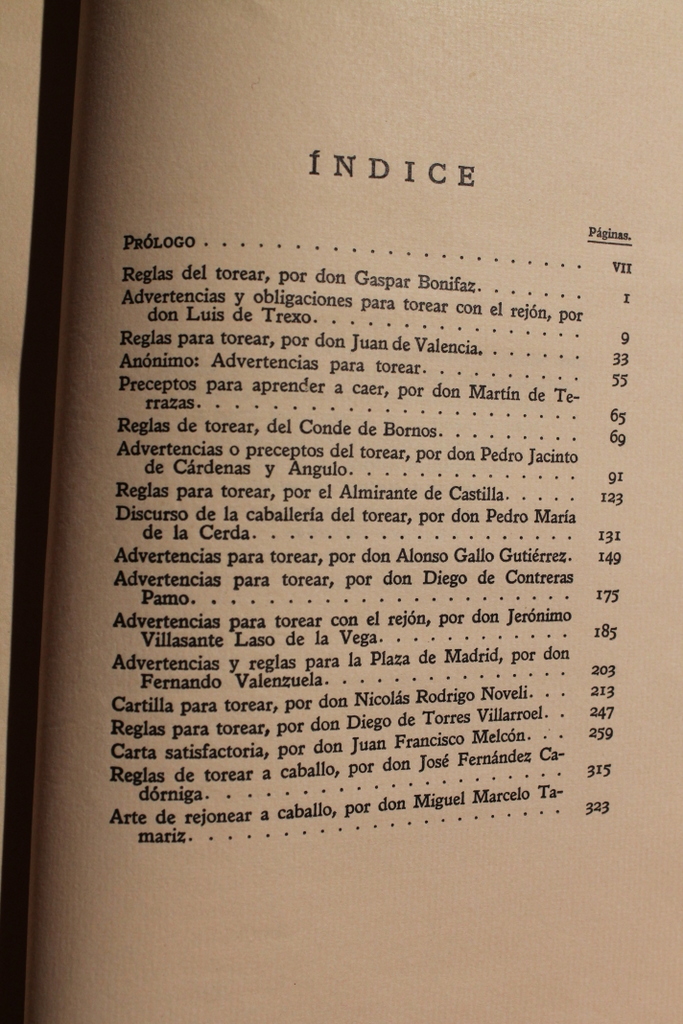 ÍNDICE
Páginas.
PRÓLOGO . . . . . . . . . . . . . . . . . . . . VII
Reglas del torear, por don Gaspar Bonifaz. . . . . . . I
Advertencias y obligaciones para torear con el rejón, por
don Luis de Trexo. . . . . . . . . . . . . . . 9
Reglas para torear, por don Juan de Valencia. . . . . . . 33
Anónimo: Advertencias para torear. . . . . . . . . . 55
Preceptos para aprender a caer, por don Martín de Te-
rrazas. . . . . . . . . . . . . . . . . . . . 65
Reglas de torear, del Conde de Bornos. . . . . . . . . 69
Advertencias o preceptos del torear, por don Pedro Jacinto
de Cárdenas y Angulo. . . . . . . . . . . . . 91
Reglas para torear, por el Almirante de Castilla. . . . . 123
Discurso de la caballería del torear, por don Pedro María
de la Cerda. . . . . . . . . . . . . . . . . . 131
Advertencias para torear, por don Alonso Gallo Gutiérrez. 149
Advertencias para torear, por don Diego de Contreras
Pamo. . . . . . . . . . . . . . . . . . . . . 175
Advertencias para torear con el rejón, por don Jerónimo
Villasante Laso de la Vega. . . . . . . . . . . 185
Advertencias y reglas para la Plaza de Madrid, por don
Fernando Valenzuela. . . . . . . . . . . . . . 203
Cartilla para torear, por don Nicolás Rodrigo Noveli. . . 213
Reglas para torear, por don Diego de Torres Villarroel. . 247
Carta satisfactoria, por don Juan Francisco Melcón. . . 259
Reglas de torear a caballo, por don José Fernández Ca-
dórniga. . . . . . . . . . . . . . . . . . . . 315
Arte de rejonear a caballo, por don Miguel Marcelo Ta-
mariz. . . . . . . . . . . . . . . . . . . . . 323